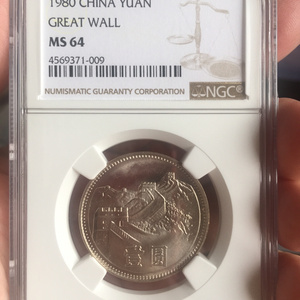 1980 CHINA YUAN
GREAT WALL
MS 64
4569371-009
NUMISMATIC GUARANTY CORPORATION
NGC
壹圆